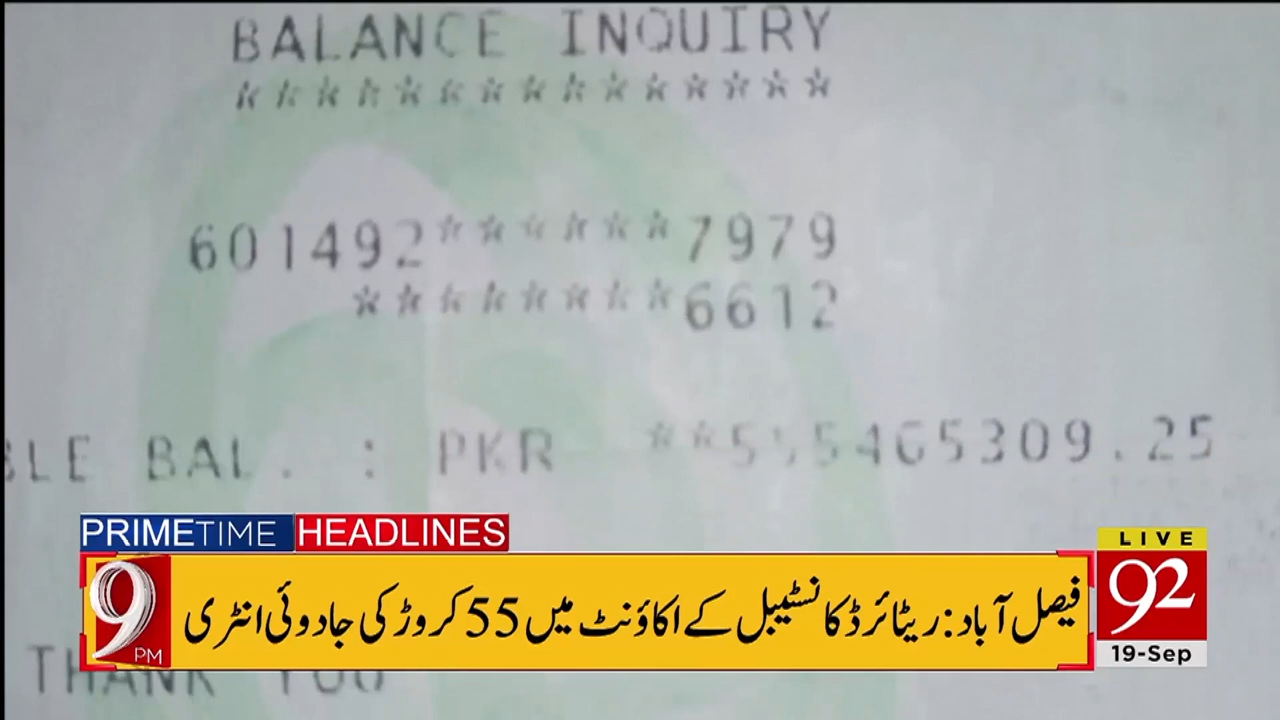 BALANCE INQUIRY
***************
601492******7979
********6612
BLE BAL. : PKR **555465309.25
PRIMETIME HEADLINES
9 PM
فیصل آباد: ریٹائرڈ کانسٹیبل کے اکاؤنٹ میں 55 کروڑ کی جادوئی انٹری
LIVE
92
19-Sep
THANK YOU